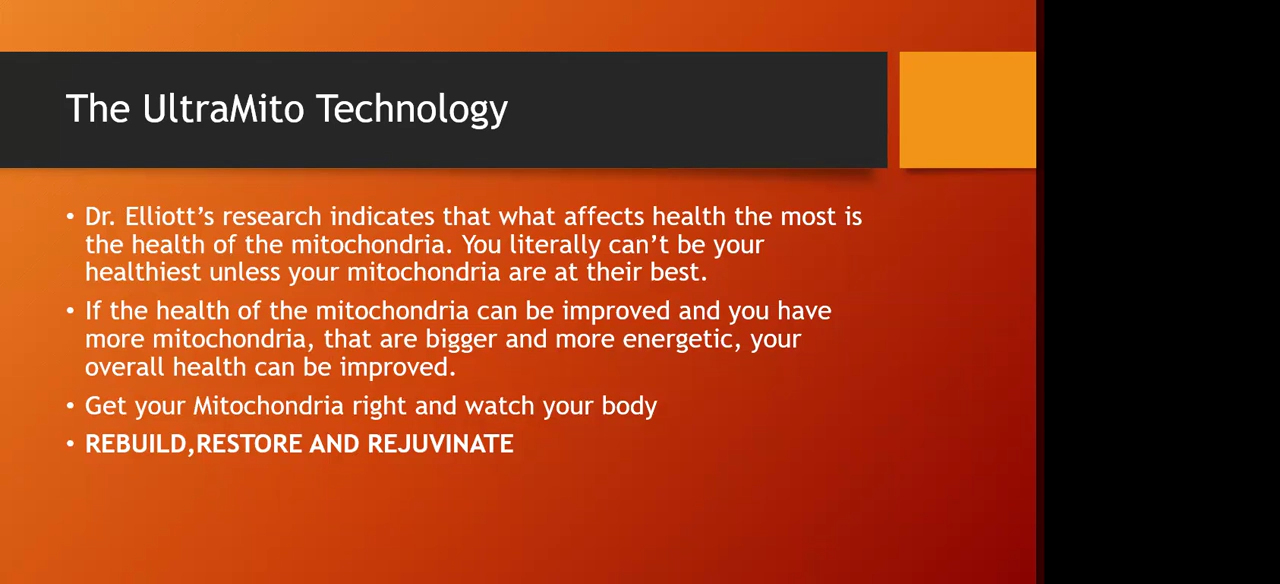 The UltraMito Technology
• Dr. Elliott’s research indicates that what affects health the most is
the health of the mitochondria. You literally can’t be your
healthiest unless your mitochondria are at their best.
• If the health of the mitochondria can be improved and you have
more mitochondria, that are bigger and more energetic, your
overall health can be improved.
• Get your Mitochondria right and watch your body
• REBUILD,RESTORE AND REJUVINATE